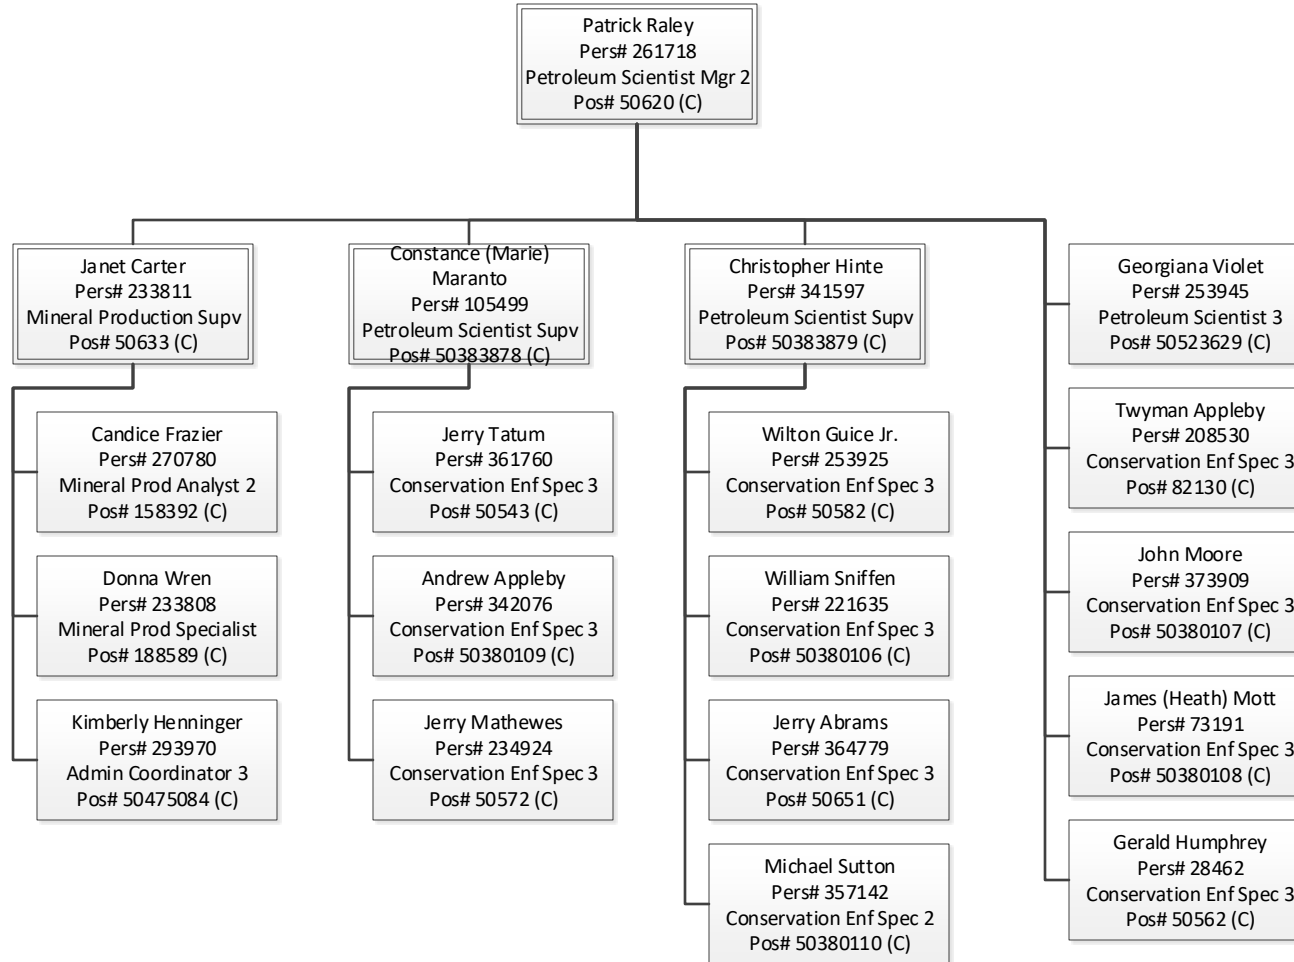 Patrick Raley
Pers# 261718
Petroleum Scientist Mgr 2
Pos# 50620 (C)
Janet Carter
Pers# 233811
Mineral Production Supv
Pos# 50633 (C)
Constance (Marie)
Maranto
Pers# 105499
Petroleum Scientist Supv
Pos# 50383878 (C)
Christopher Hinte
Pers# 341597
Petroleum Scientist Supv
Pos# 50383879 (C)
Georgiana Violet
Pers# 253945
Petroleum Scientist 3
Pos# 50523629 (C)
Candice Frazier
Pers# 270780
Mineral Prod Analyst 2
Pos# 158392 (C)
Donna Wren
Pers# 233808
Mineral Prod Specialist
Pos# 188589 (C)
Kimberly Henninger
Pers# 293970
Admin Coordinator 3
Pos# 50475084 (C)
Jerry Tatum
Pers# 361760
Conservation Enf Spec 3
Pos# 50543 (C)
Andrew Appleby
Pers# 342076
Conservation Enf Spec 3
Pos# 50380109 (C)
Jerry Mathewes
Pers# 234924
Conservation Enf Spec 3
Pos# 50572 (C)
Wilton Guice Jr.
Pers# 253925
Conservation Enf Spec 3
Pos# 50582 (C)
William Sniffen
Pers# 221635
Conservation Enf Spec 3
Pos# 50380106 (C)
Jerry Abrams
Pers# 364779
Conservation Enf Spec 3
Pos# 50651 (C)
Michael Sutton
Pers# 357142
Conservation Enf Spec 2
Pos# 50380110 (C)
Twyman Appleby
Pers# 208530
Conservation Enf Spec 3
Pos# 82130 (C)
John Moore
Pers# 373909
Conservation Enf Spec 3
Pos# 50380107 (C)
James (Heath) Mott
Pers# 73191
Conservation Enf Spec 3
Pos# 50380108 (C)
Gerald Humphrey
Pers# 28462
Conservation Enf Spec 3
Pos# 50562 (C)